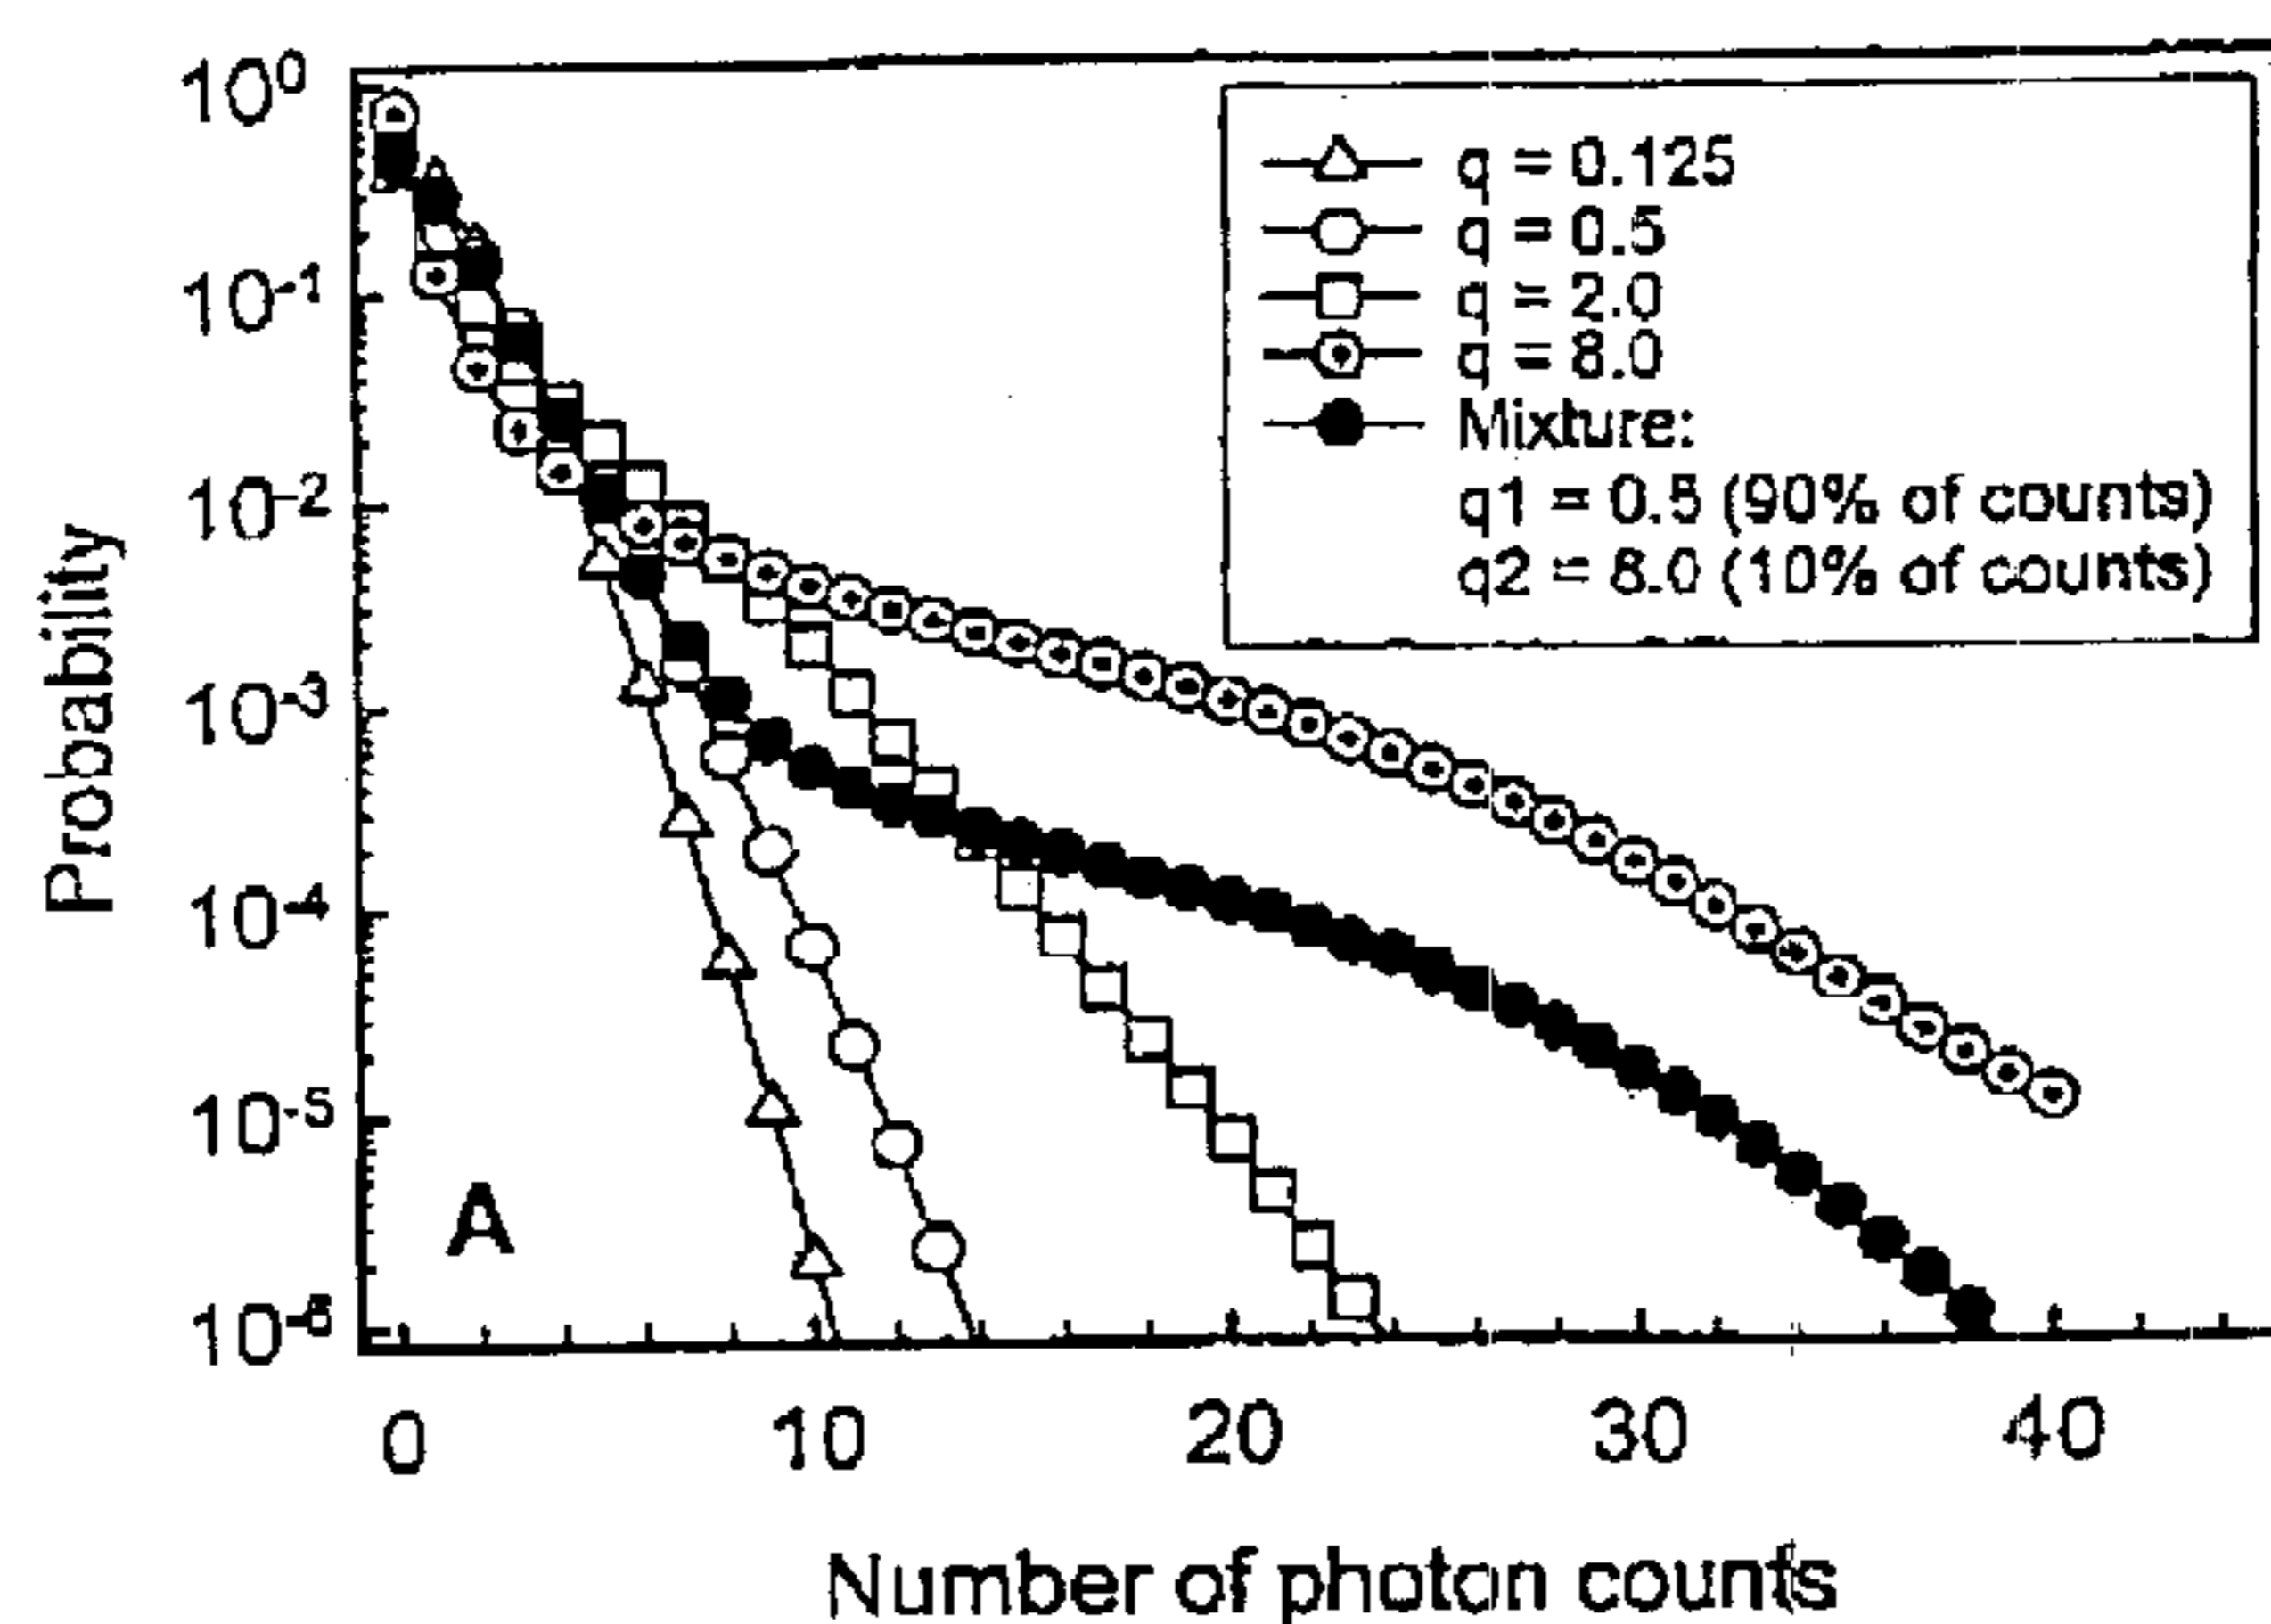 10⁰
10⁻¹
10⁻²
10⁻³
10⁻⁴
10⁻⁵
10⁻⁶
Probability
q = 0.125
q = 0.5
q = 2.0
q = 8.0
Mixture:
q1 = 0.5 (90% of counts)
q2 = 8.0 (10% of counts)
A
0 10 20 30 40
Number of photon counts